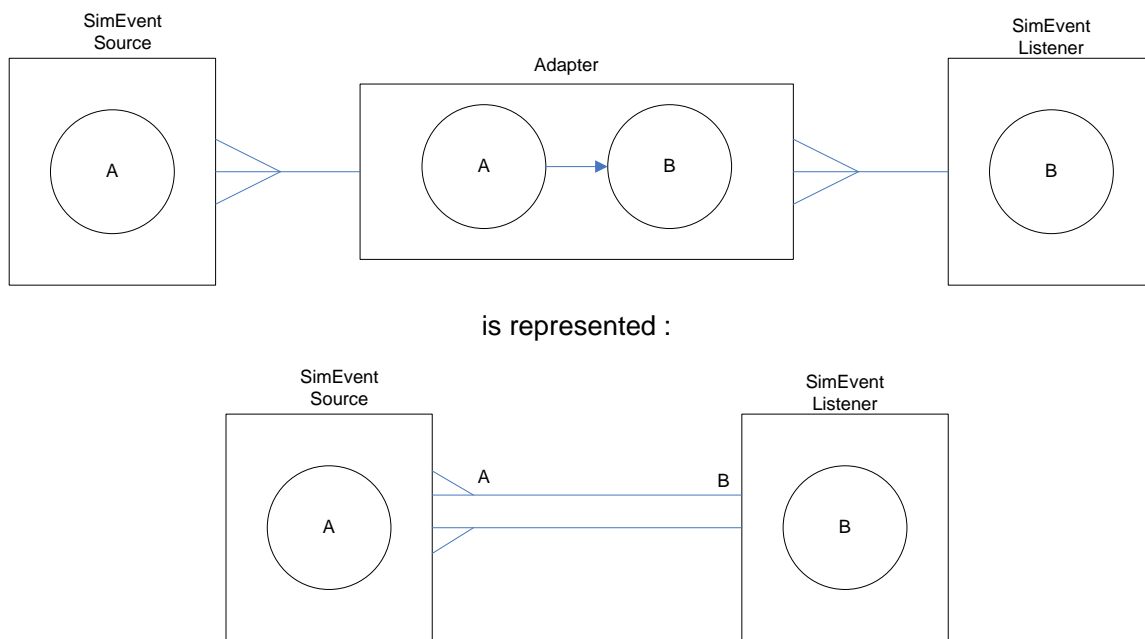 SimEvent
Source
Adapter
SimEvent
Listener
A
A
B
B
is represented :
SimEvent
Source
SimEvent
Listener
A
B
A
B